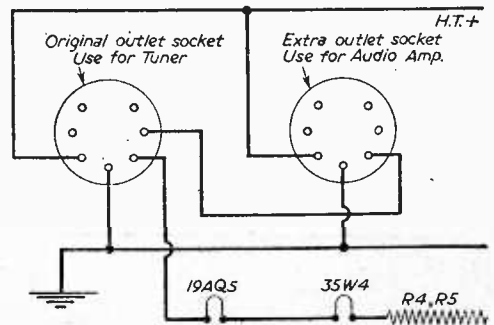 H.T.+
Original outlet socket
Use for Tuner
Extra outlet socket
Use for Audio Amp.
19AQ5
35W4
R4, R5